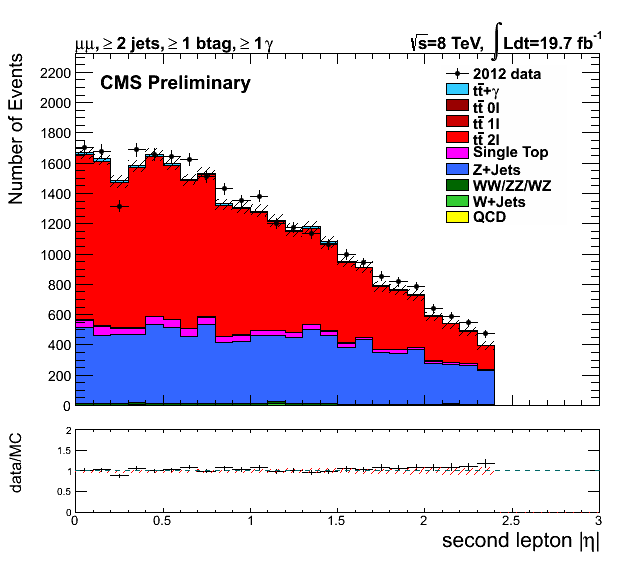 μμ, ≥ 2 jets, ≥ 1 btag, ≥ 1γ
√s=8 TeV, ∫Ldt=19.7 fb⁻¹
Number of Events
CMS Preliminary
2012 data
tt̄+γ
tt̄ 0l
tt̄ 1l
tt̄ 2l
Single Top
Z+Jets
WW/ZZ/WZ
W+Jets
QCD
2200
2000
1800
1600
1400
1200
1000
800
600
400
200
0
data/MC
2
1.5
1
0.5
0
0 0.5 1 1.5 2 2.5 3
second lepton |η|